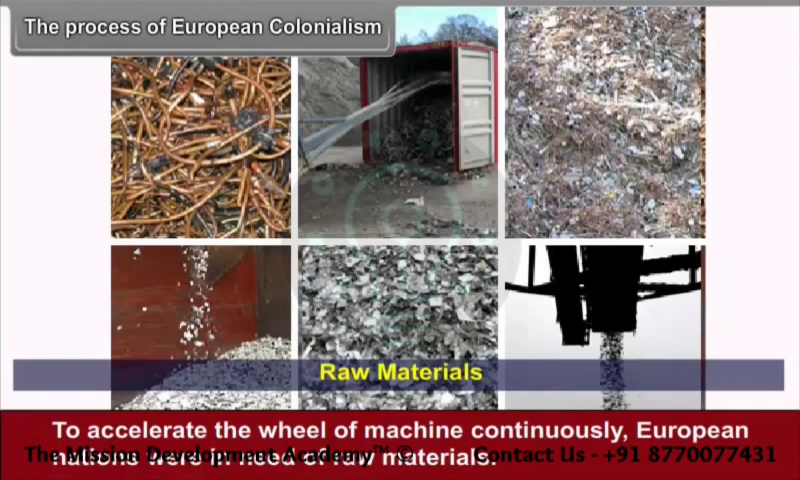 The process of European Colonialism
Raw Materials
To accelerate the wheel of machine continuously, European
nations were in need of raw materials.
The Mission Development Academy™ © Contact Us - +91 8770077431